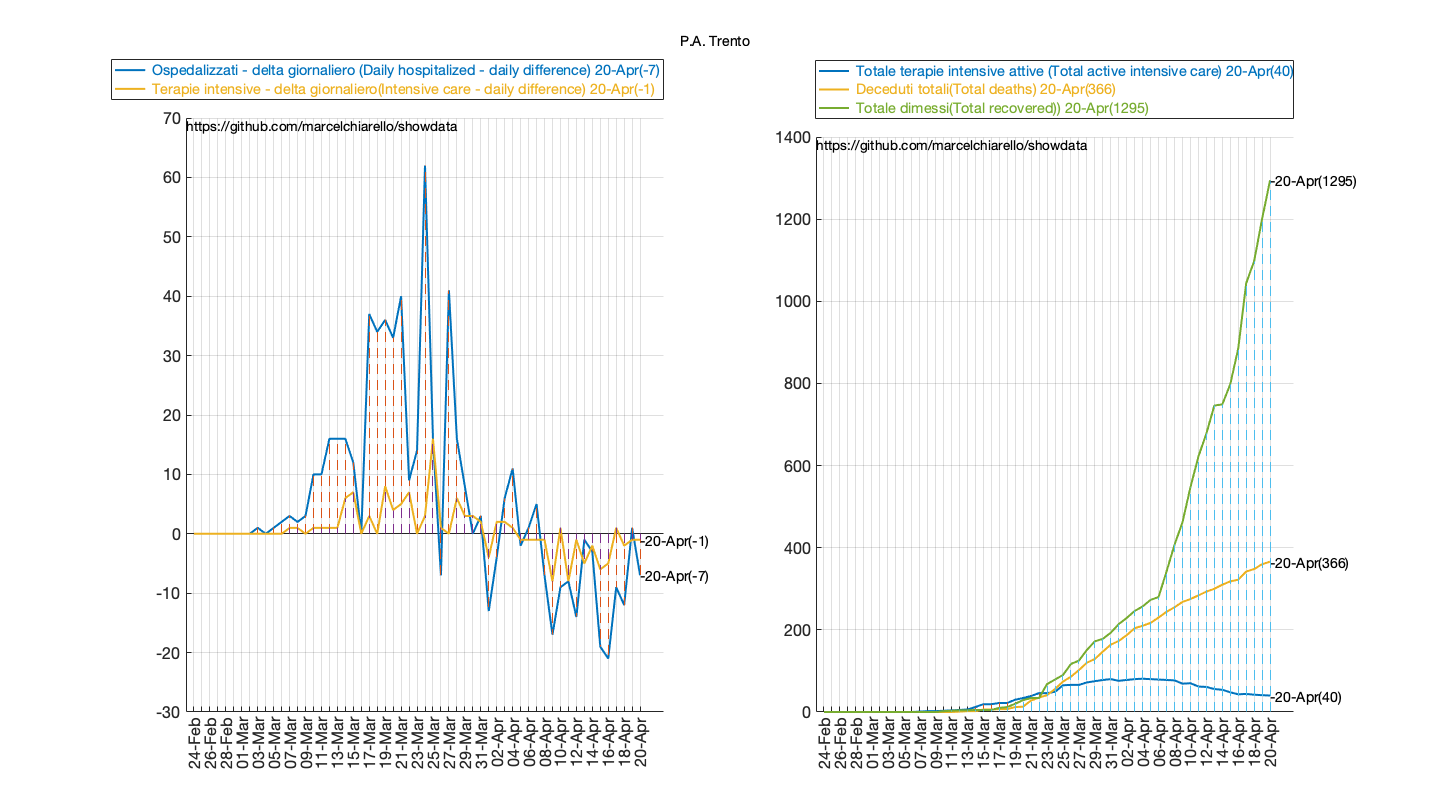 P.A. Trento
Ospedalizzati - delta giornaliero (Daily hospitalized - daily difference) 20-Apr(-7)
Terapie intensive - delta giornaliero(Intensive care - daily difference) 20-Apr(-1)
https://github.com/marcelchiarello/showdata
70
60
50
40
30
20
10
0
-10
-20
-30
-20-Apr(-1)
-20-Apr(-7)
24-Feb
26-Feb
28-Feb
01-Mar
03-Mar
05-Mar
07-Mar
09-Mar
11-Mar
13-Mar
15-Mar
17-Mar
19-Mar
21-Mar
23-Mar
25-Mar
27-Mar
29-Mar
31-Mar
02-Apr
04-Apr
06-Apr
08-Apr
10-Apr
12-Apr
14-Apr
16-Apr
18-Apr
20-Apr
Totale terapie intensive attive (Total active intensive care) 20-Apr(40)
Deceduti totali(Total deaths) 20-Apr(366)
Totale dimessi(Total recovered)) 20-Apr(1295)
https://github.com/marcelchiarello/showdata
1400
1200
1000
800
600
400
200
0
-20-Apr(1295)
-20-Apr(366)
-20-Apr(40)
24-Feb
26-Feb
28-Feb
01-Mar
03-Mar
05-Mar
07-Mar
09-Mar
11-Mar
13-Mar
15-Mar
17-Mar
19-Mar
21-Mar
23-Mar
25-Mar
27-Mar
29-Mar
31-Mar
02-Apr
04-Apr
06-Apr
08-Apr
10-Apr
12-Apr
14-Apr
16-Apr
18-Apr
20-Apr